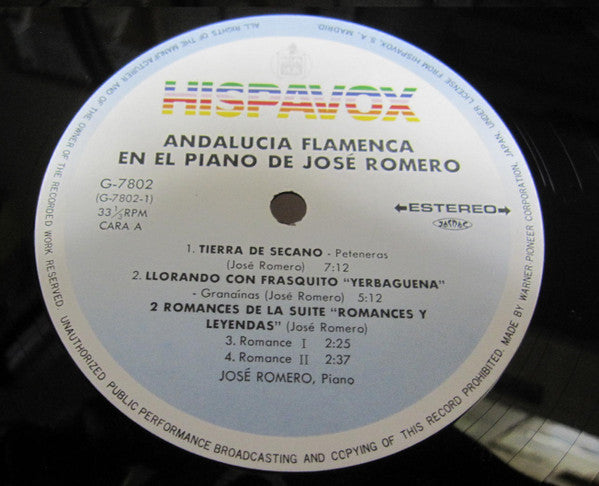 HISPAVOX
ANDALUCIA FLAMENCA
EN EL PIANO DE JOSÉ ROMERO
G-7802
(G-7802-1)
33 1/3 RPM
CARA A
ESTEREO
JASRAC
1. TIERRA DE SECANO - Peteneras
(José Romero) 7:12
2. LLORANDO CON FRASQUITO "YERBAGUENA"
- Granaínas (José Romero) 5:12
2 ROMANCES DE LA SUITE "ROMANCES Y
LEYENDAS" (José Romero)
3. Romance I 2:25
4. Romance II 2:37
JOSÉ ROMERO, Piano
ALL RIGHTS OF THE MANUFACTURER AND OF THE OWNER OF THE RECORDED WORK RESERVED. UNAUTHORIZED PUBLIC PERFORMANCE BROADCASTING AND COPYING OF THIS RECORD PROHIBITED. MADE BY WARNER PIONEER CORPORATION, JAPAN, UNDER LICENSE FROM HISPAVOX, S. A. MADRID.